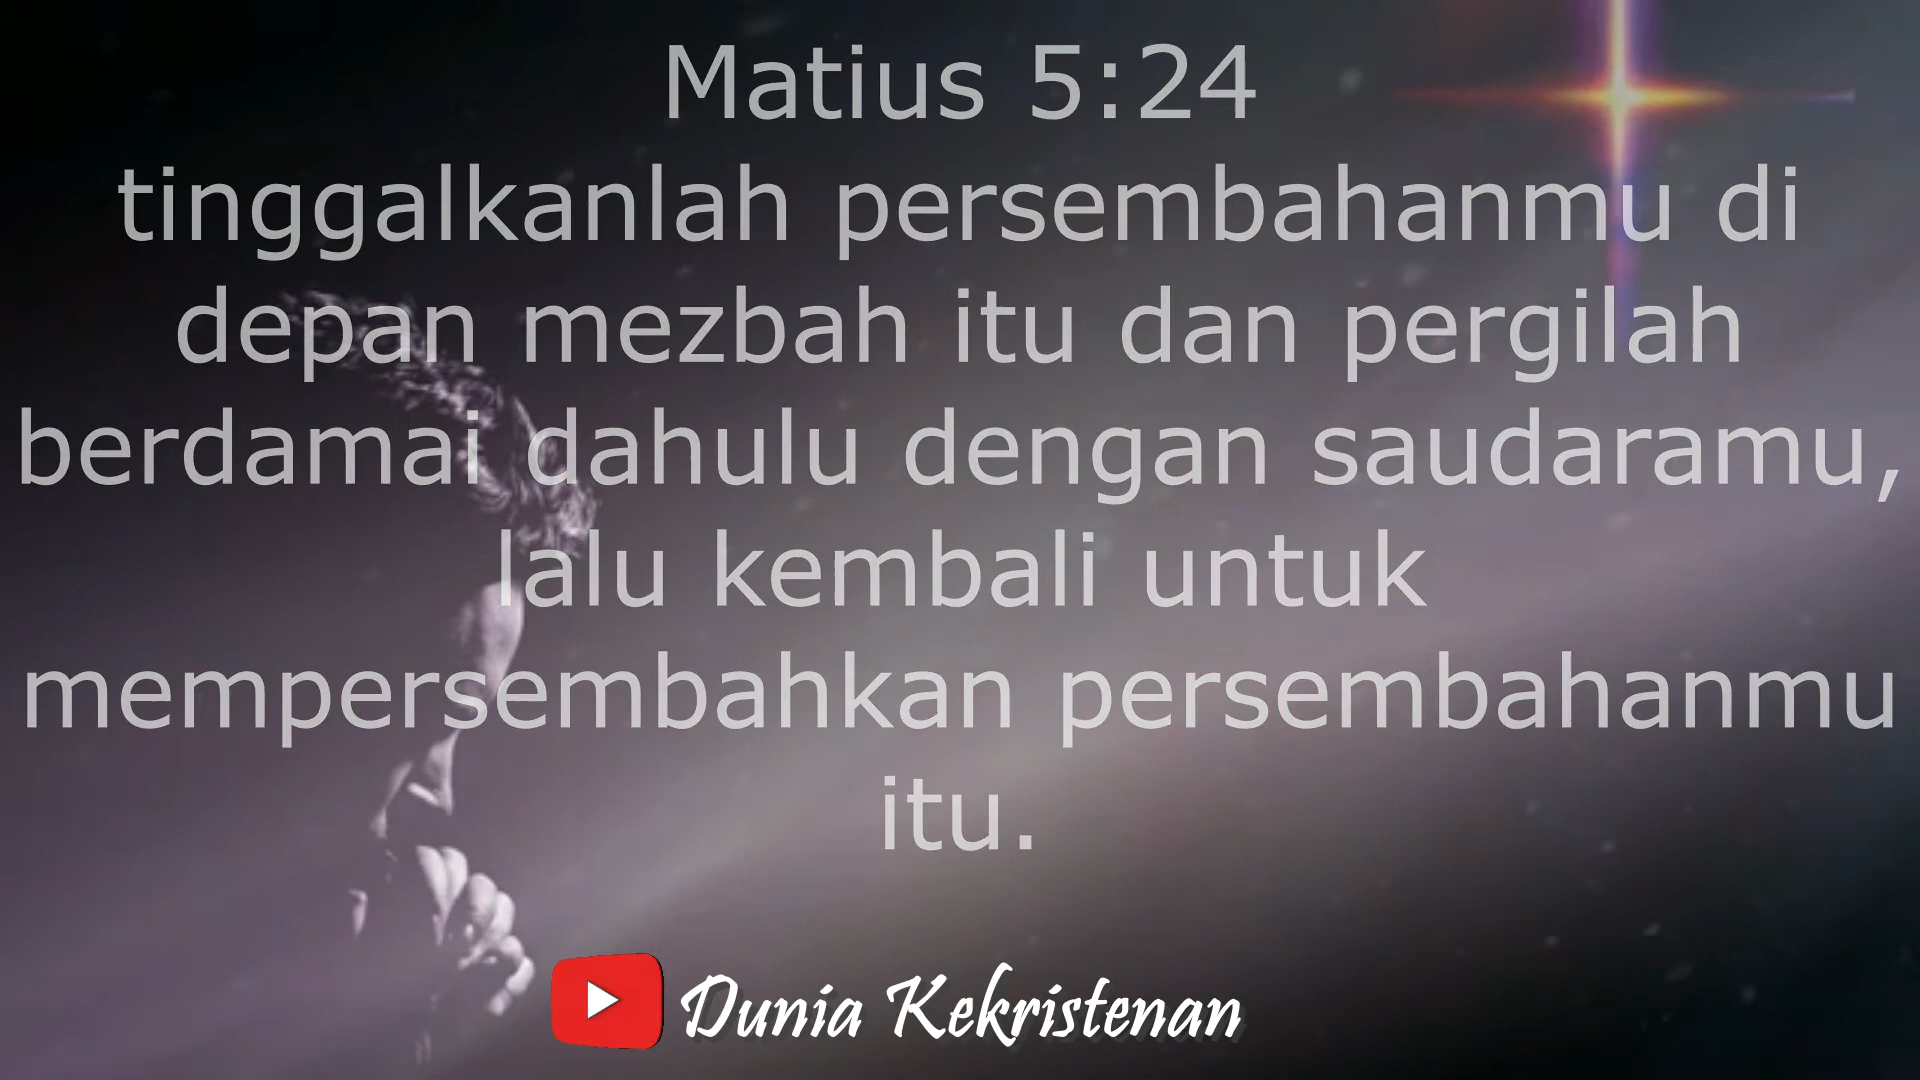 Matius 5:24
tinggalkanlah persembahanmu di
depan mezbah itu dan pergilah
berdamai dahulu dengan saudaramu,
lalu kembali untuk
mempersembahkan persembahanmu
itu.
Dunia Kekristenan